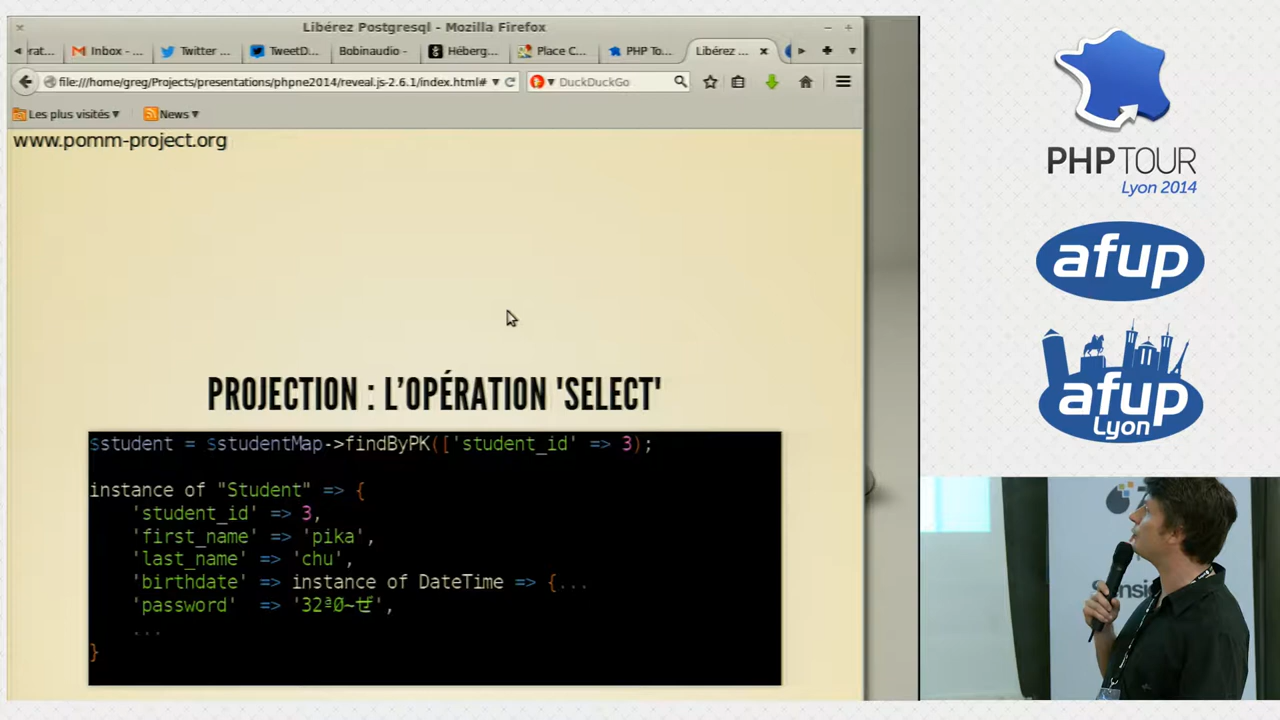 Libérez Postgresql - Mozilla Firefox
erat...
Inbox - ...
Twitter ...
TweetD...
Bobinaudio -
Héberg...
Place C...
PHP To...
Libérez ...
file:///home/greg/Projects/presentations/phpne2014/reveal.js-2.6.1/index.html#
DuckDuckGo
Les plus visités
News
www.pomm-project.org
PROJECTION : L'OPÉRATION 'SELECT'
$student = $studentMap->findByPK(['student_id' => 3);
instance of "Student" => {
'student_id' => 3,
'first_name' => 'pika',
'last_name' => 'chu',
'birthdate' => instance of DateTime => {...
'password' => '32ªØ~ぜ',
...
}
PHP TOUR
Lyon 2014
afup
afup
Lyon